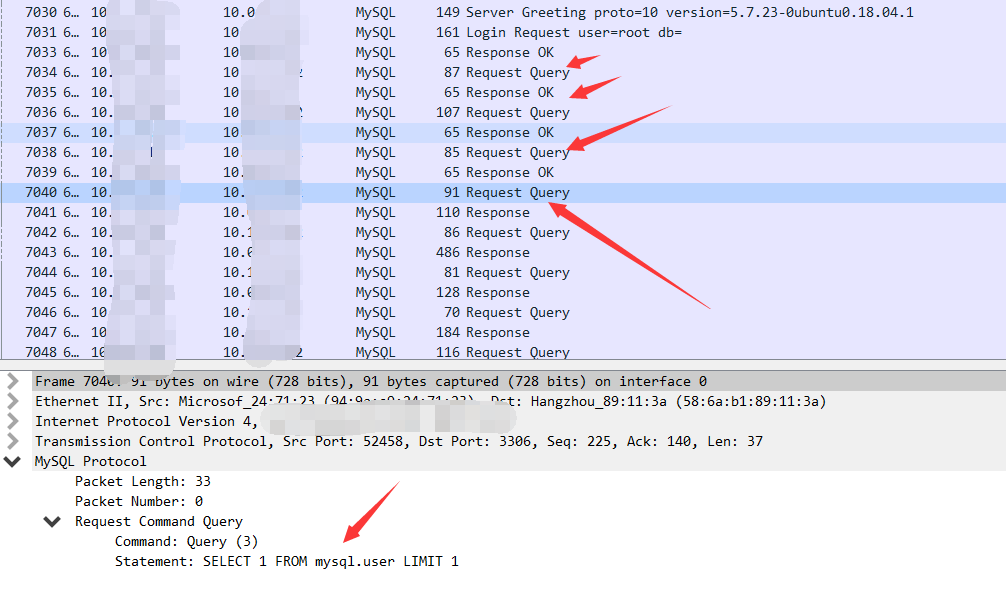 7030 6… 10. 10.0 MySQL 149 Server Greeting proto=10 version=5.7.23-0ubuntu0.18.04.1
7031 6… 10. 10. MySQL 161 Login Request user=root db=
7033 6… 10. 10. MySQL 65 Response OK
7034 6… 10. 10. MySQL 87 Request Query
7035 6… 10. 10. MySQL 65 Response OK
7036 6… 10. 10. 2 MySQL 107 Request Query
7037 6… 10. 10 MySQL 65 Response OK
7038 6… 10. 10. MySQL 85 Request Query
7039 6… 10. 10. MySQL 65 Response OK
7040 6… 10. 10. MySQL 91 Request Query
7041 6… 10. 10. MySQL 110 Response
7042 6… 10. 10.1 MySQL 86 Request Query
7043 6… 10. 10.0 MySQL 486 Response
7044 6… 10. 10.1 MySQL 81 Request Query
7045 6… 10. 10.0 MySQL 128 Response
7046 6… 10. 10. MySQL 70 Request Query
7047 6… 10. 10. MySQL 184 Response
7048 6… 10 10. 2 MySQL 116 Request Query
Frame 7040: 91 bytes on wire (728 bits), 91 bytes captured (728 bits) on interface 0
Ethernet II, Src: Microsof_24:71:23 Dst: Hangzhou_89:11:3a (58:6a:b1:89:11:3a)
Internet Protocol Version 4,
Transmission Control Protocol, Src Port: 52458, Dst Port: 3306, Seq: 225, Ack: 140, Len: 37
MySQL Protocol
Packet Length: 33
Packet Number: 0
Request Command Query
Command: Query (3)
Statement: SELECT 1 FROM mysql.user LIMIT 1